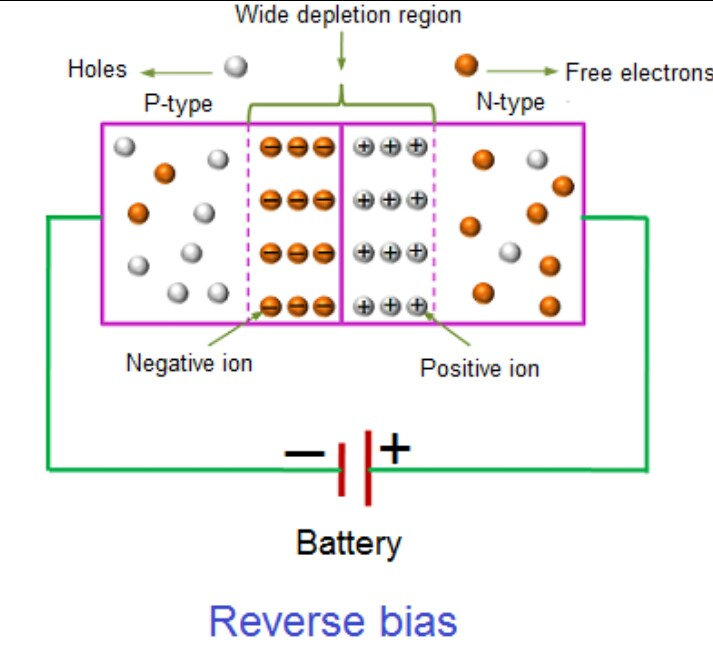 Wide depletion region
Holes
Free electrons
P-type
N-type
Negative ion
Positive ion
− +
Battery
Reverse bias